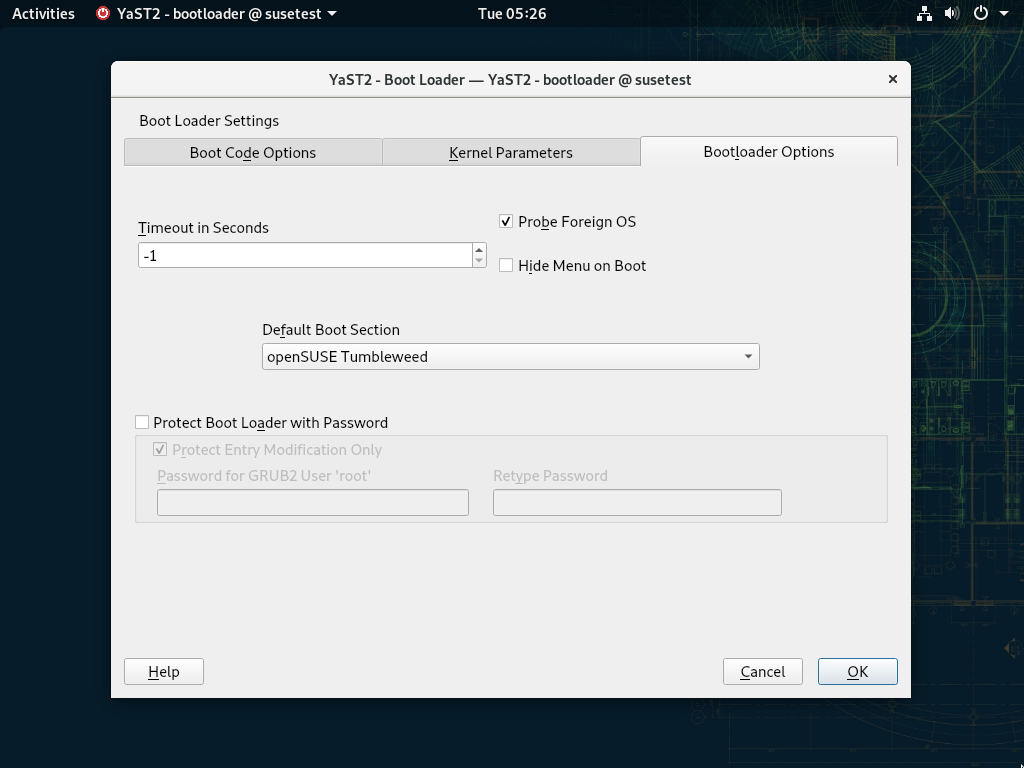 Activities YaST2 - bootloader @ susetest Tue 05:26
YaST2 - Boot Loader — YaST2 - bootloader @ susetest
Boot Loader Settings
Boot Code Options Kernel Parameters Bootloader Options
Timeout in Seconds
Probe Foreign OS
-1
Hide Menu on Boot
Default Boot Section
openSUSE Tumbleweed
Protect Boot Loader with Password
Protect Entry Modification Only
Password for GRUB2 User 'root' Retype Password
Help Cancel OK